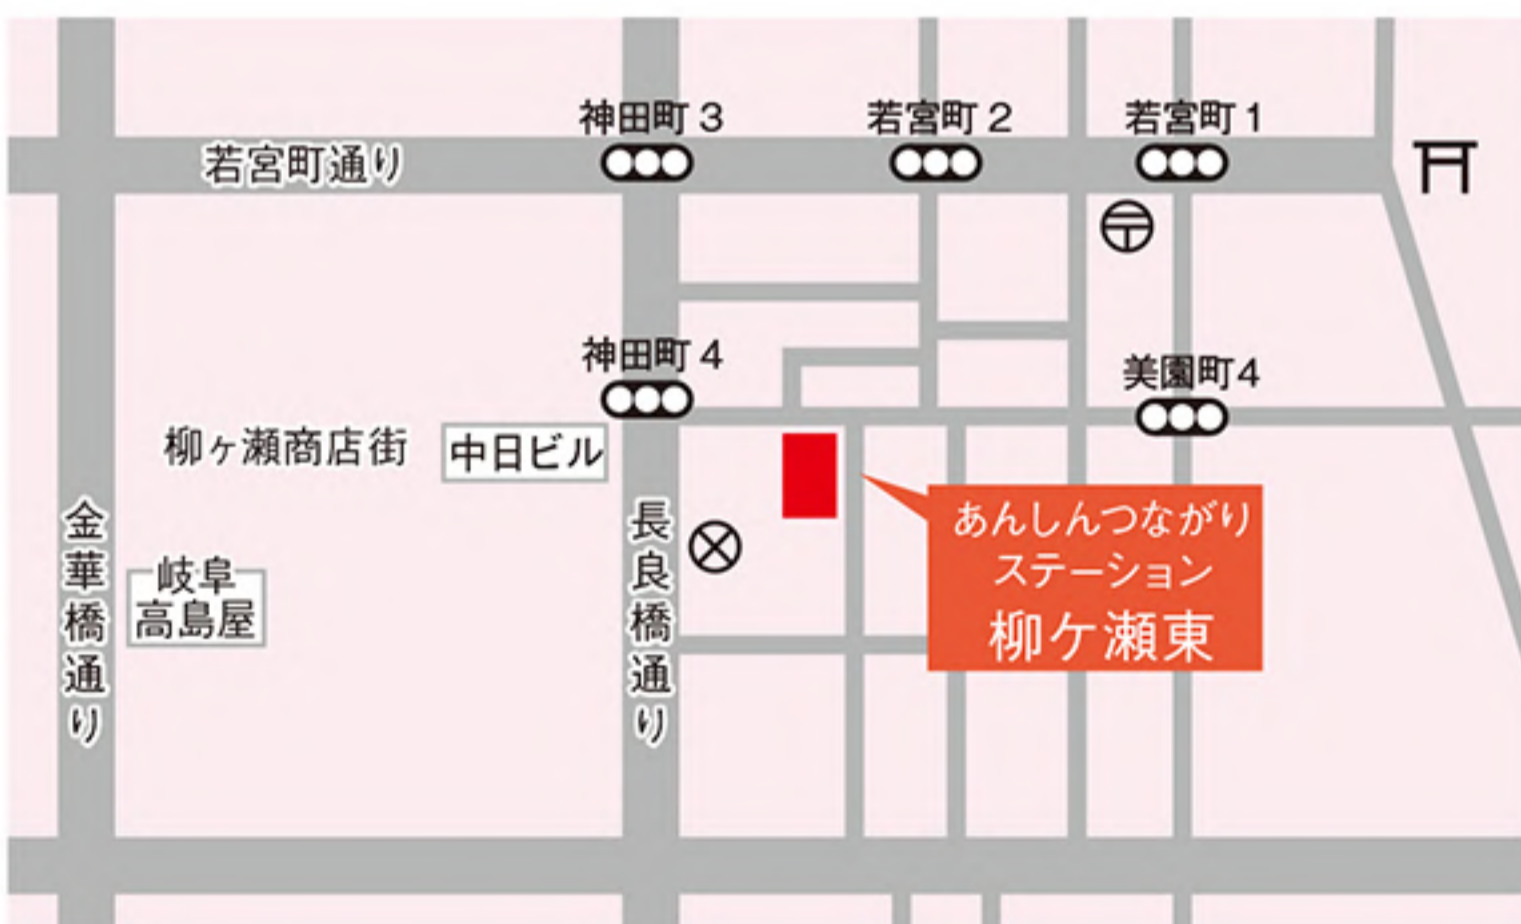 神田町3
若宮町2
若宮町1
若宮町通り
神田町4
美園町4
柳ヶ瀬商店街
中日ビル
金華橋通り
長良橋通り
岐阜
高島屋
あんしんつながり
ステーション
柳ケ瀬東